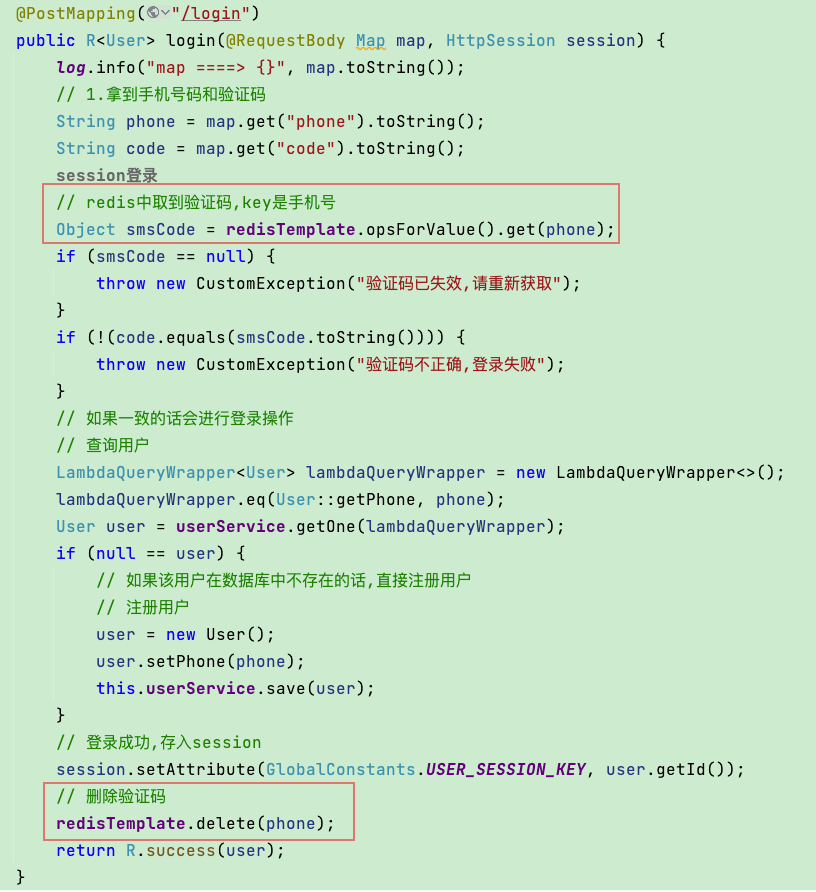 @PostMapping("/login")
public R<User> login(@RequestBody Map map, HttpSession session) {
    log.info("map ====> {}", map.toString());
    // 1.拿到手机号码和验证码
    String phone = map.get("phone").toString();
    String code = map.get("code").toString();
    session登录
    // redis中取到验证码,key是手机号
    Object smsCode = redisTemplate.opsForValue().get(phone);
    if (smsCode == null) {
        throw new CustomException("验证码已失效,请重新获取");
    }
    if (!(code.equals(smsCode.toString()))) {
        throw new CustomException("验证码不正确,登录失败");
    }
    // 如果一致的话会进行登录操作
    // 查询用户
    LambdaQueryWrapper<User> lambdaQueryWrapper = new LambdaQueryWrapper<>();
    lambdaQueryWrapper.eq(User::getPhone, phone);
    User user = userService.getOne(lambdaQueryWrapper);
    if (null == user) {
        // 如果该用户在数据库中不存在的话,直接注册用户
        // 注册用户
        user = new User();
        user.setPhone(phone);
        this.userService.save(user);
    }
    // 登录成功,存入session
    session.setAttribute(GlobalConstants.USER_SESSION_KEY, user.getId());
    // 删除验证码
    redisTemplate.delete(phone);
    return R.success(user);
}